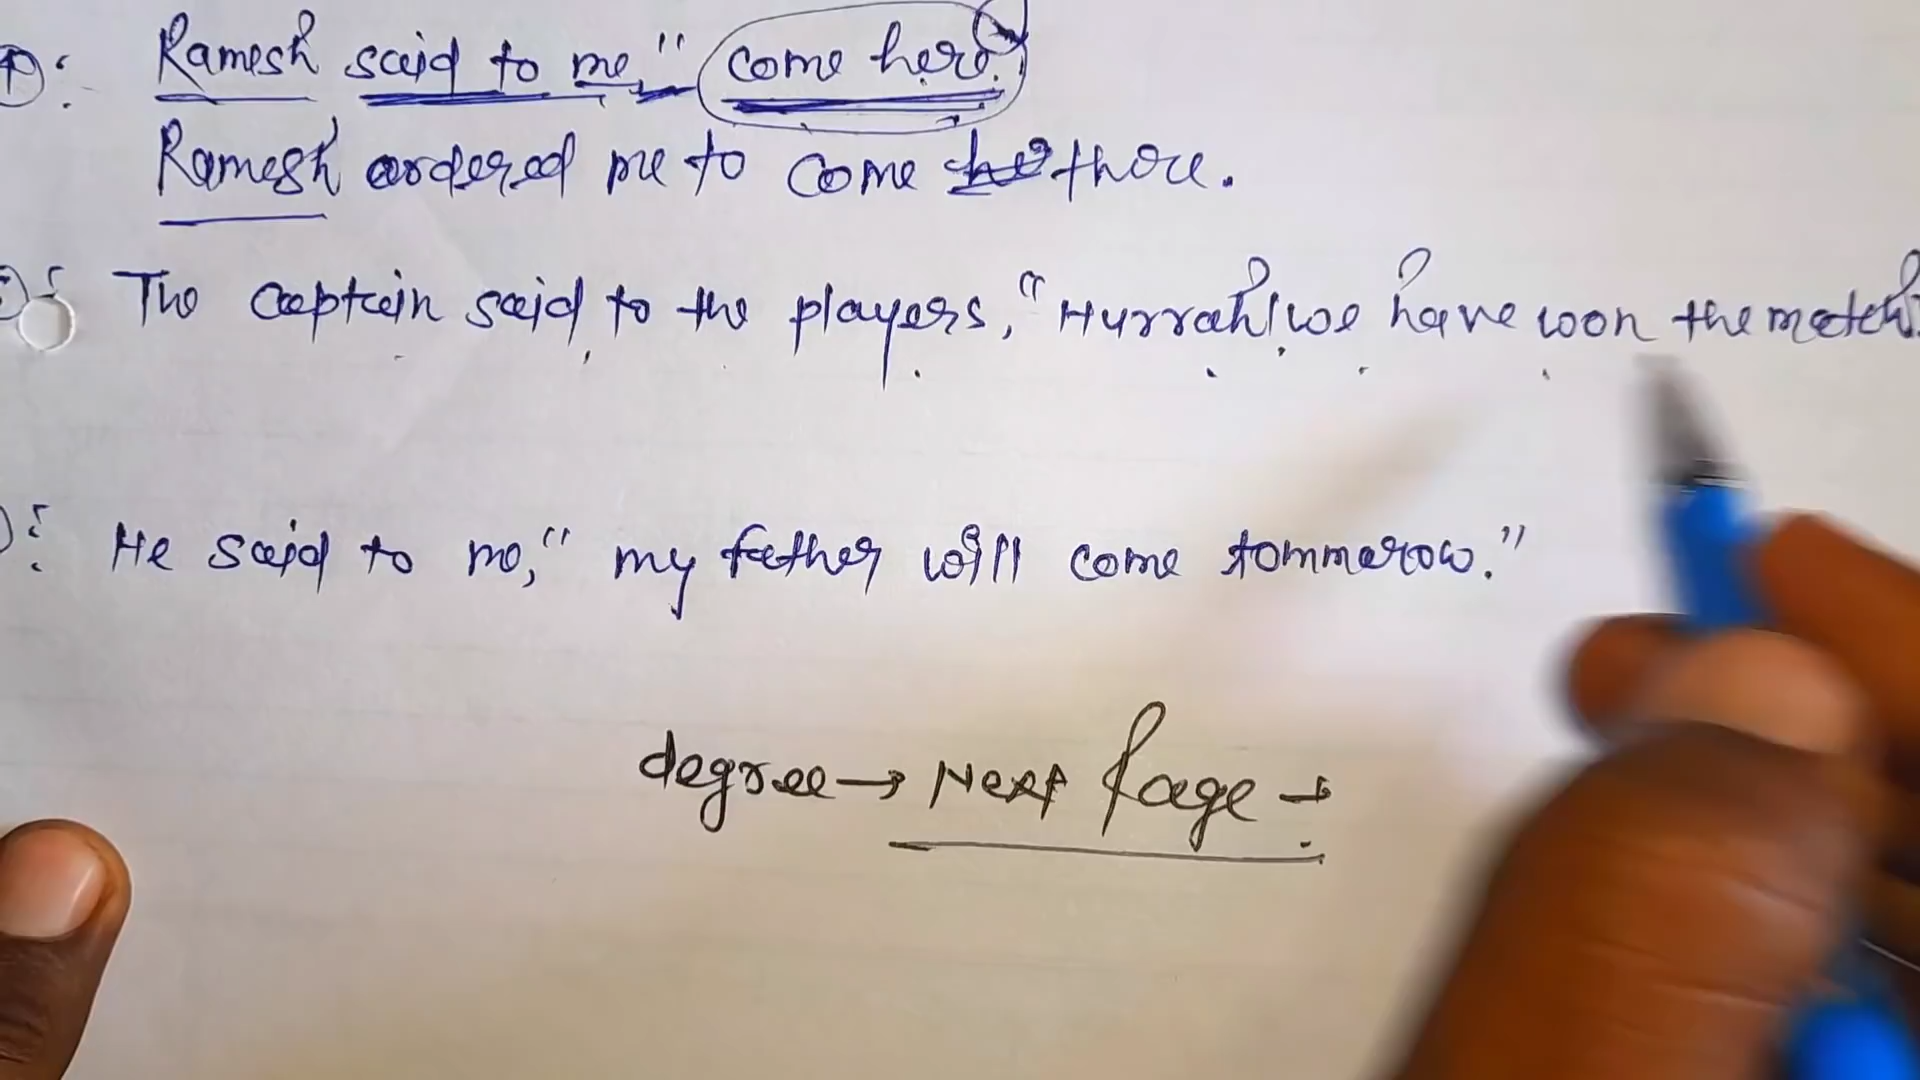 Ramesh said to me," come here.
Ramesh ordered me to come there.
The captain said to the players, "Hurrah! we have won the match.
He said to me," my father will come tommorow."
degree → Next Page →